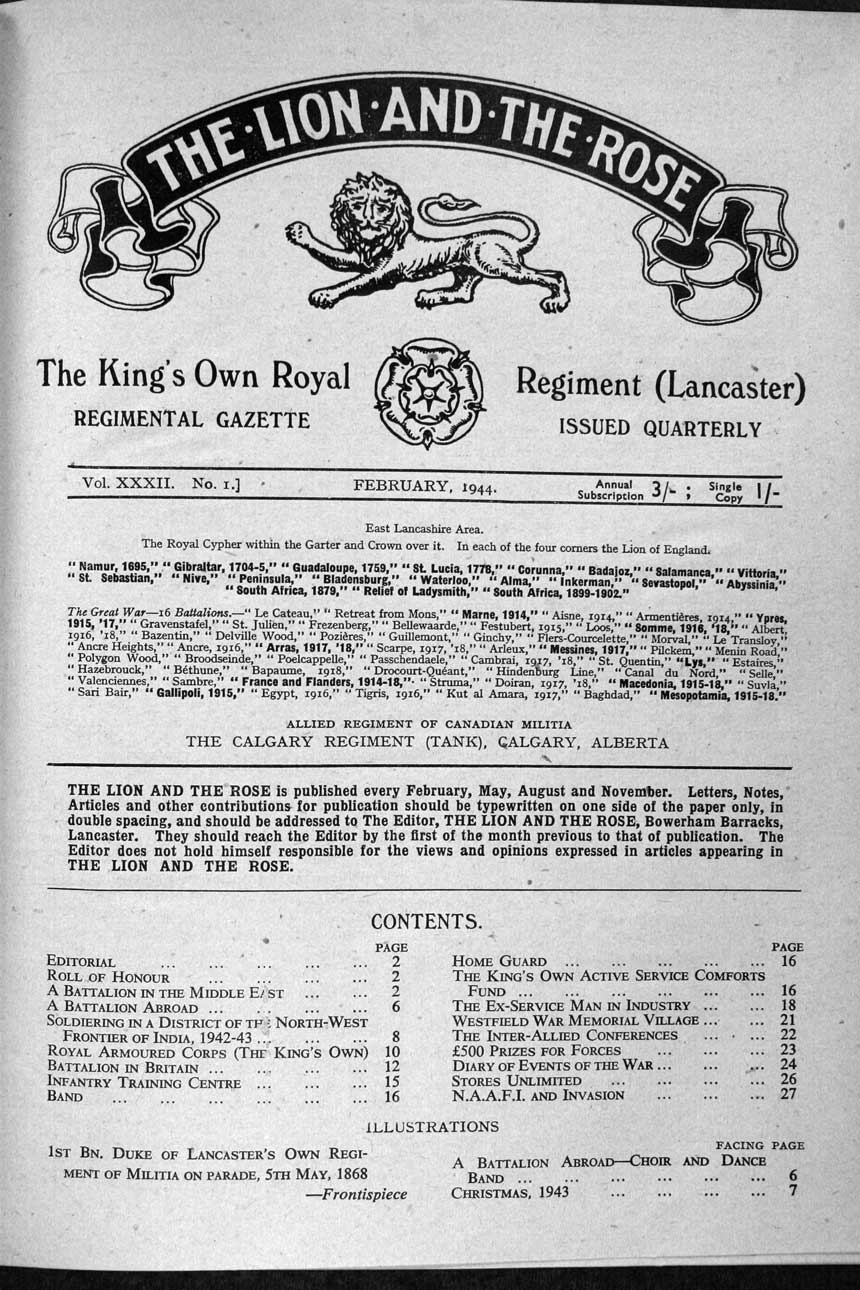 THE · LION · AND · THE · ROSE
The King's Own Royal Regiment (Lancaster)
REGIMENTAL GAZETTE ISSUED QUARTERLY
Vol. XXXII. No. 1.] FEBRUARY, 1944. Annual Subscription 3/- ; Single Copy 1/-
East Lancashire Area.
The Royal Cypher within the Garter and Crown over it. In each of the four corners the Lion of England.
"Namur, 1695," "Gibraltar, 1704-5," "Guadaloupe, 1759," "St. Lucia, 1778," "Corunna," "Badajoz," "Salamanca," "Vittoria,"
"St. Sebastian," "Nive," "Peninsula," "Bladensburg," "Waterloo," "Alma," "Inkerman," "Sevastopol," "Abyssinia,"
"South Africa, 1879," "Relief of Ladysmith," "South Africa, 1899-1902."
The Great War—16 Battalions.—"Le Cateau," "Retreat from Mons," "Marne, 1914," "Aisne, 1914," "Armentières, 1914," "Ypres,
1915, '17," "Gravenstafel," "St. Julien," "Frezenberg," "Bellewaarde," "Festubert, 1915," "Loos," "Somme, 1916, '18," "Albert,
1916, '18," "Bazentin," "Delville Wood," "Pozières," "Guillemont," "Ginchy," "Flers-Courcelette," "Morval," "Le Transloy,"
"Ancre Heights," "Ancre, 1916," "Arras, 1917, '18," "Scarpe, 1917, '18," "Arleux," "Messines, 1917," "Pilckem," "Menin Road,"
"Polygon Wood," "Broodseinde," "Poelcappelle," "Passchendaele," "Cambrai, 1917, '18," "St. Quentin," "Lys," "Estaires,"
"Hazebrouck," "Béthune," "Bapaume, 1918," "Drocourt-Quéant," "Hindenburg Line," "Canal du Nord," "Selle,"
"Valenciennes," "Sambre," "France and Flanders, 1914-18," "Struma," "Doiran, 1917, '18," "Macedonia, 1915-18," "Suvla,"
"Sari Bair," "Gallipoli, 1915," "Egypt, 1916," "Tigris, 1916," "Kut al Amara, 1917," "Baghdad," "Mesopotamia, 1915-18."
ALLIED REGIMENT OF CANADIAN MILITIA
THE CALGARY REGIMENT (TANK), CALGARY, ALBERTA
THE LION AND THE ROSE is published every February, May, August and November. Letters, Notes,
Articles and other contributions for publication should be typewritten on one side of the paper only, in
double spacing, and should be addressed to The Editor, THE LION AND THE ROSE, Bowerham Barracks,
Lancaster. They should reach the Editor by the first of the month previous to that of publication. The
Editor does not hold himself responsible for the views and opinions expressed in articles appearing in
THE LION AND THE ROSE.
CONTENTS.
PAGE
EDITORIAL ... ... ... ... ... 2
ROLL OF HONOUR ... ... ... ... 2
A BATTALION IN THE MIDDLE EAST ... ... 2
A BATTALION ABROAD ... ... ... ... 6
SOLDIERING IN A DISTRICT OF THE NORTH-WEST
FRONTIER OF INDIA, 1942-43 ... ... ... 8
ROYAL ARMOURED CORPS (THE KING'S OWN) 10
BATTALION IN BRITAIN ... ... ... ... 12
INFANTRY TRAINING CENTRE ... ... ... 15
BAND ... ... ... ... ... ... 16
PAGE
HOME GUARD ... ... ... ... ... 16
THE KING'S OWN ACTIVE SERVICE COMFORTS
FUND ... ... ... ... ... ... 16
THE EX-SERVICE MAN IN INDUSTRY ... ... 18
WESTFIELD WAR MEMORIAL VILLAGE ... ... 21
THE INTER-ALLIED CONFERENCES ... ... 22
£500 PRIZES FOR FORCES ... ... ... 23
DIARY OF EVENTS OF THE WAR ... ... ... 24
STORES UNLIMITED ... ... ... ... 26
N.A.A.F.I. AND INVASION ... ... ... 27
ILLUSTRATIONS
1ST BN. DUKE OF LANCASTER'S OWN REGI-
MENT OF MILITIA ON PARADE, 5TH MAY, 1868
—Frontispiece
FACING PAGE
A BATTALION ABROAD—CHOIR AND DANCE
BAND ... ... ... ... ... ... 6
CHRISTMAS, 1943 ... ... ... ... 7